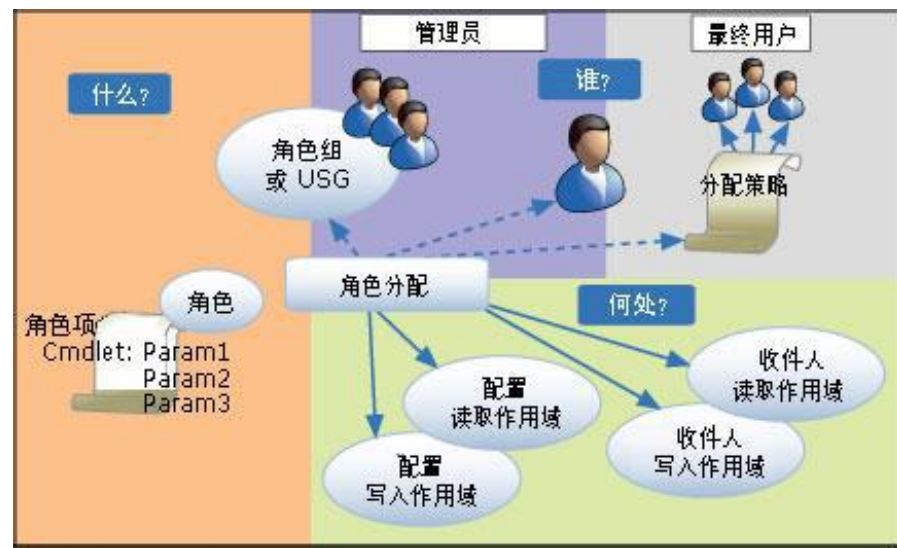 管理员
最终用户
什么?
谁?
角色组
或 USG
分配策略
角色分配
何处?
角色
角色项
Cmdlet: Param1
Param2
Param3
配置
读取作用域
配置
写入作用域
收件人
读取作用域
收件人
写入作用域